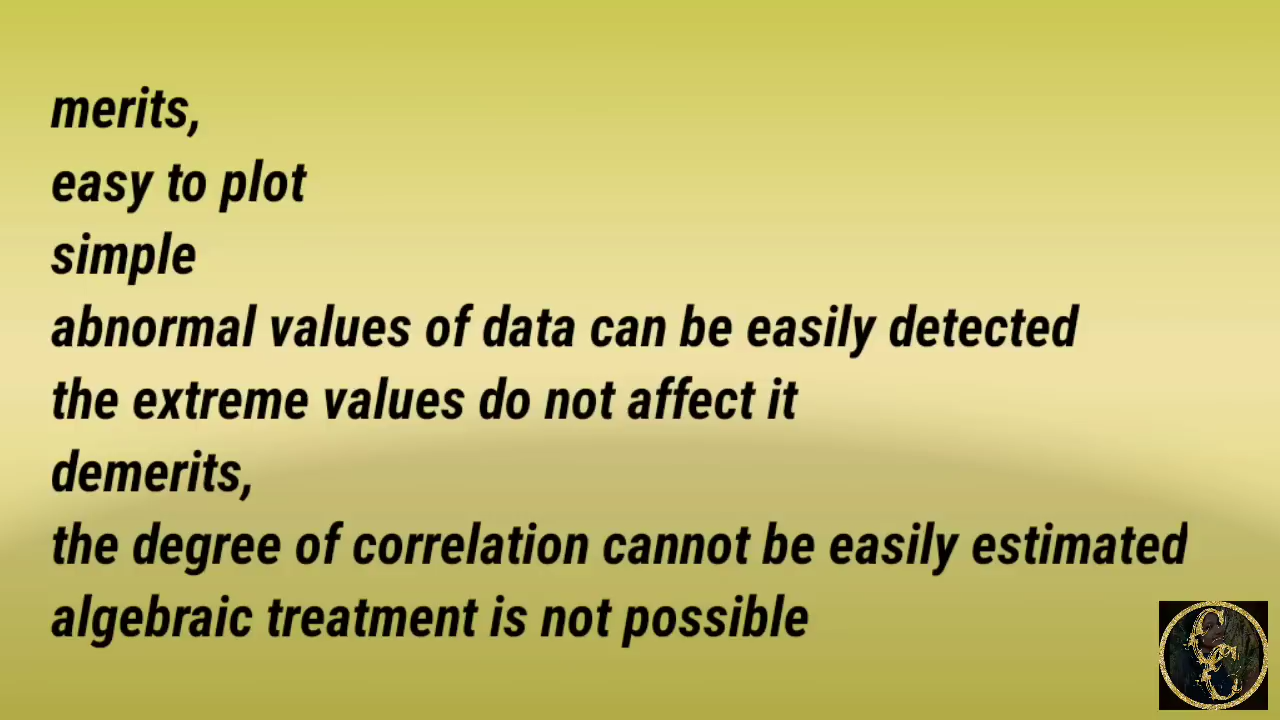 merits,
easy to plot
simple
abnormal values of data can be easily detected
the extreme values do not affect it
demerits,
the degree of correlation cannot be easily estimated
algebraic treatment is not possible